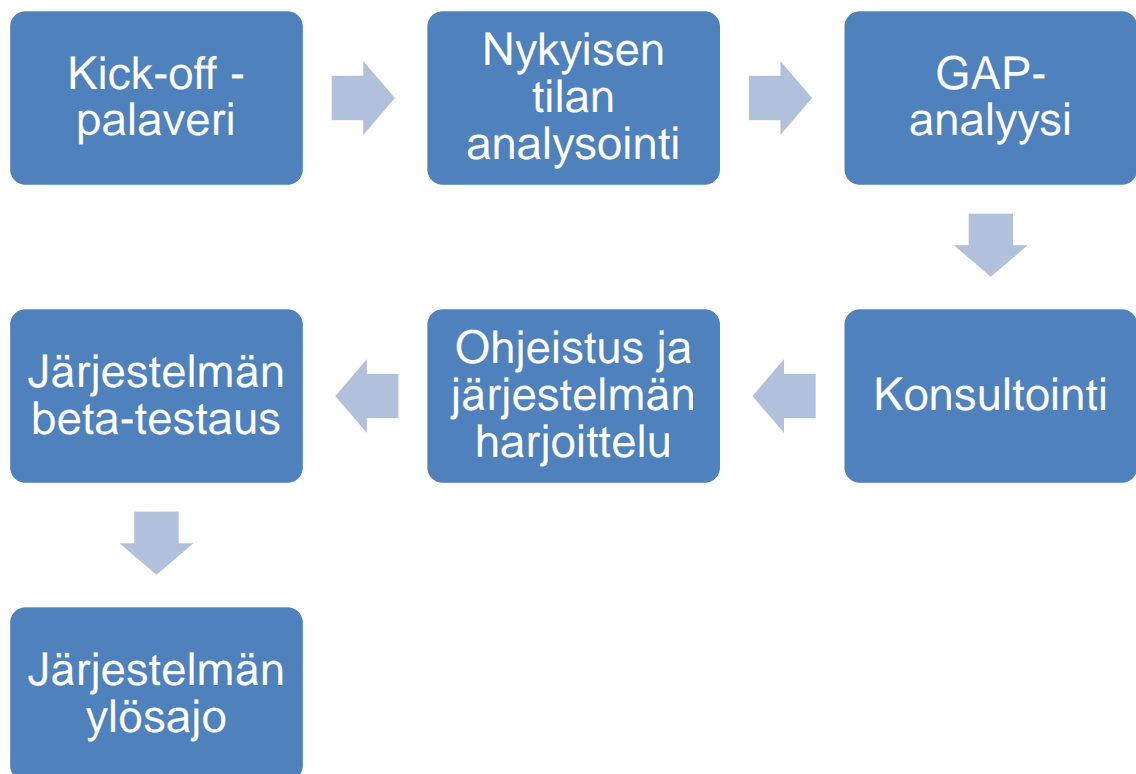 Kick-off -
palaveri
Nykyisen
tilan
analysointi
GAP-
analyysi
Konsultointi
Ohjeistus ja
järjestelmän
harjoittelu
Järjestelmän
beta-testaus
Järjestelmän
ylösajo